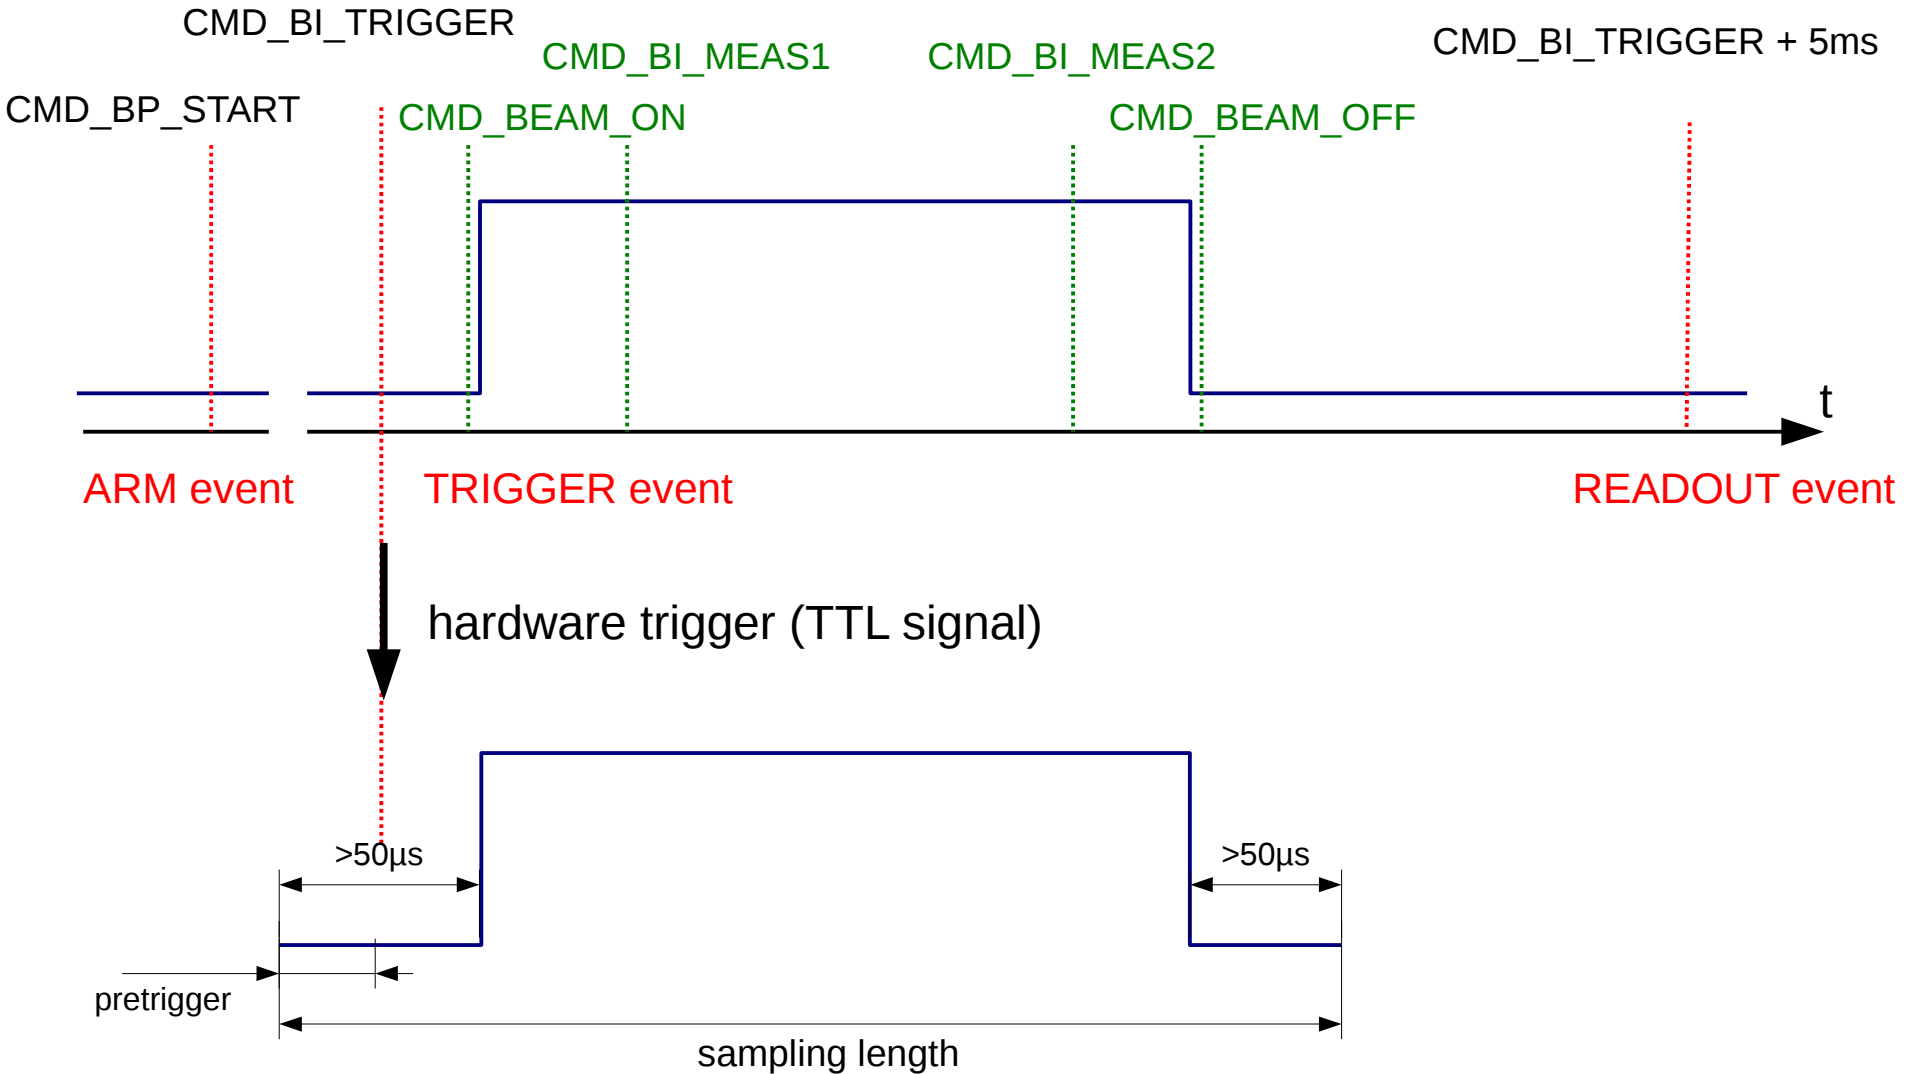 CMD_BI_TRIGGER
CMD_BI_TRIGGER + 5ms
CMD_BI_MEAS1
CMD_BI_MEAS2
CMD_BP_START
CMD_BEAM_ON
CMD_BEAM_OFF
t
ARM event
TRIGGER event
READOUT event
hardware trigger (TTL signal)
>50µs
>50µs
pretrigger
sampling length